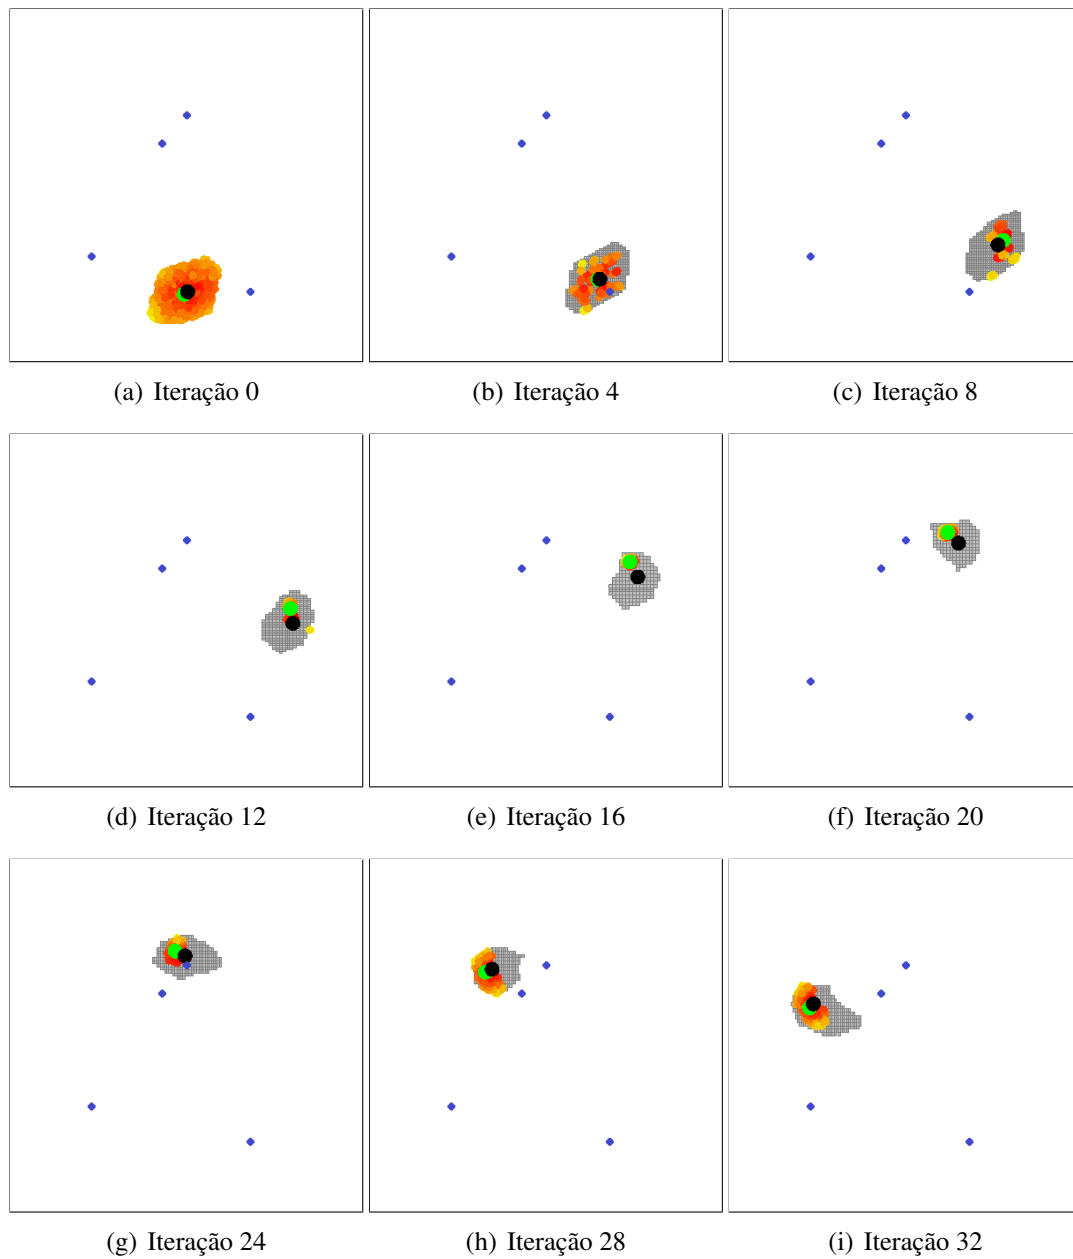 (a) Iteração 0
(b) Iteração 4
(c) Iteração 8
(d) Iteração 12
(e) Iteração 16
(f) Iteração 20
(g) Iteração 24
(h) Iteração 28
(i) Iteração 32